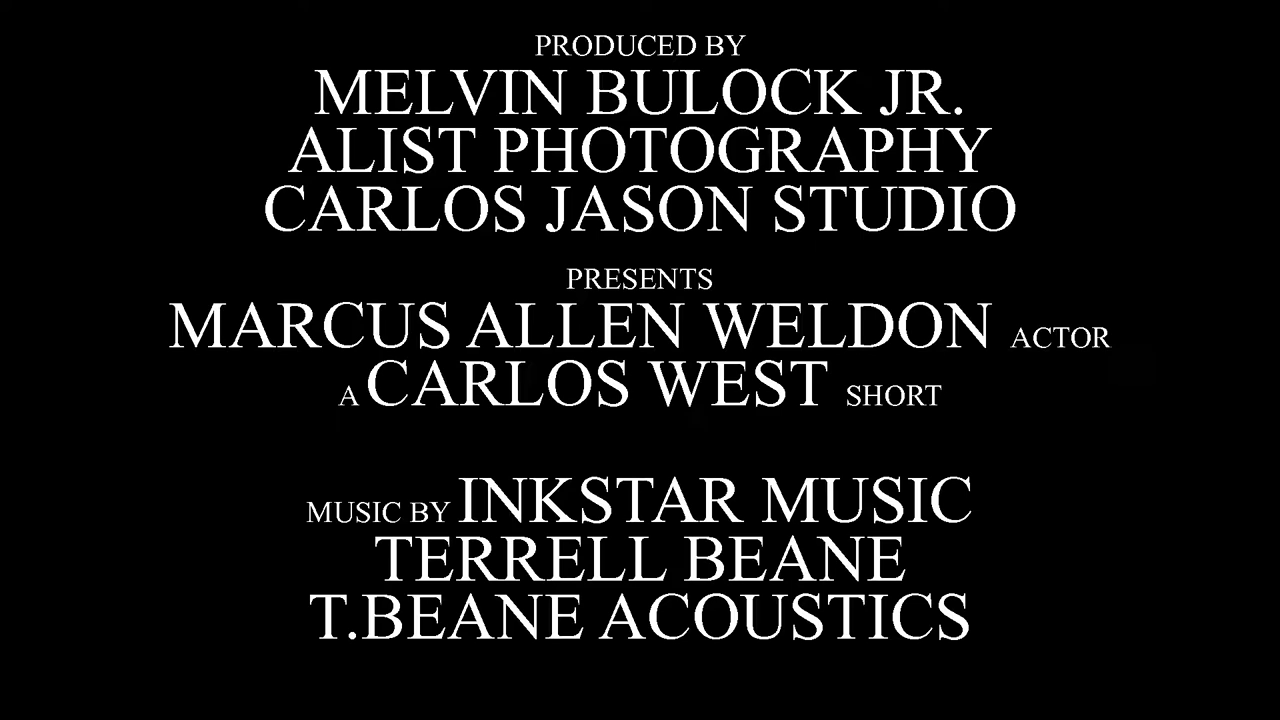 PRODUCED BY
MELVIN BULOCK JR.
ALIST PHOTOGRAPHY
CARLOS JASON STUDIO
PRESENTS
MARCUS ALLEN WELDON ACTOR
A CARLOS WEST SHORT
MUSIC BY INKSTAR MUSIC
TERRELL BEANE
T.BEANE ACOUSTICS